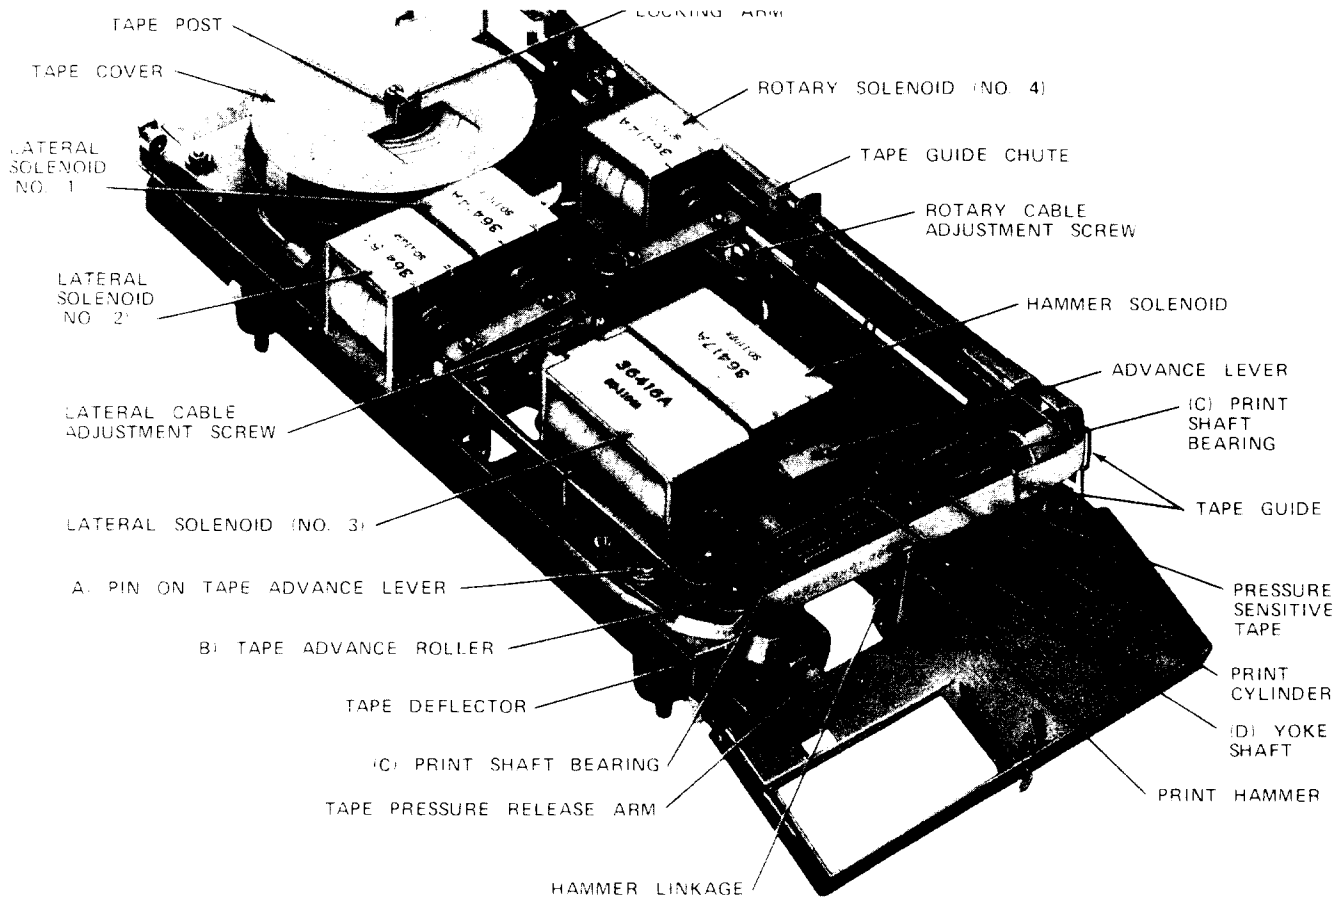 LOCKING ARM
TAPE POST
TAPE COVER
ROTARY SOLENOID (NO. 4)
LATERAL
SOLENOID
NO. 1
TAPE GUIDE CHUTE
ROTARY CABLE
ADJUSTMENT SCREW
LATERAL
SOLENOID
NO. 2)
HAMMER SOLENOID
36417/A
36416A
ADVANCE LEVER
(C) PRINT
SHAFT
BEARING
LATERAL CABLE
ADJUSTMENT SCREW
TAPE GUIDE
LATERAL SOLENOID (NO. 3)
A) PIN ON TAPE ADVANCE LEVER
PRESSURE
SENSITIVE
TAPE
B) TAPE ADVANCE ROLLER
PRINT
CYLINDER
TAPE DEFLECTOR
(D) YOKE
SHAFT
(C) PRINT SHAFT BEARING
PRINT HAMMER
TAPE PRESSURE RELEASE ARM
HAMMER LINKAGE